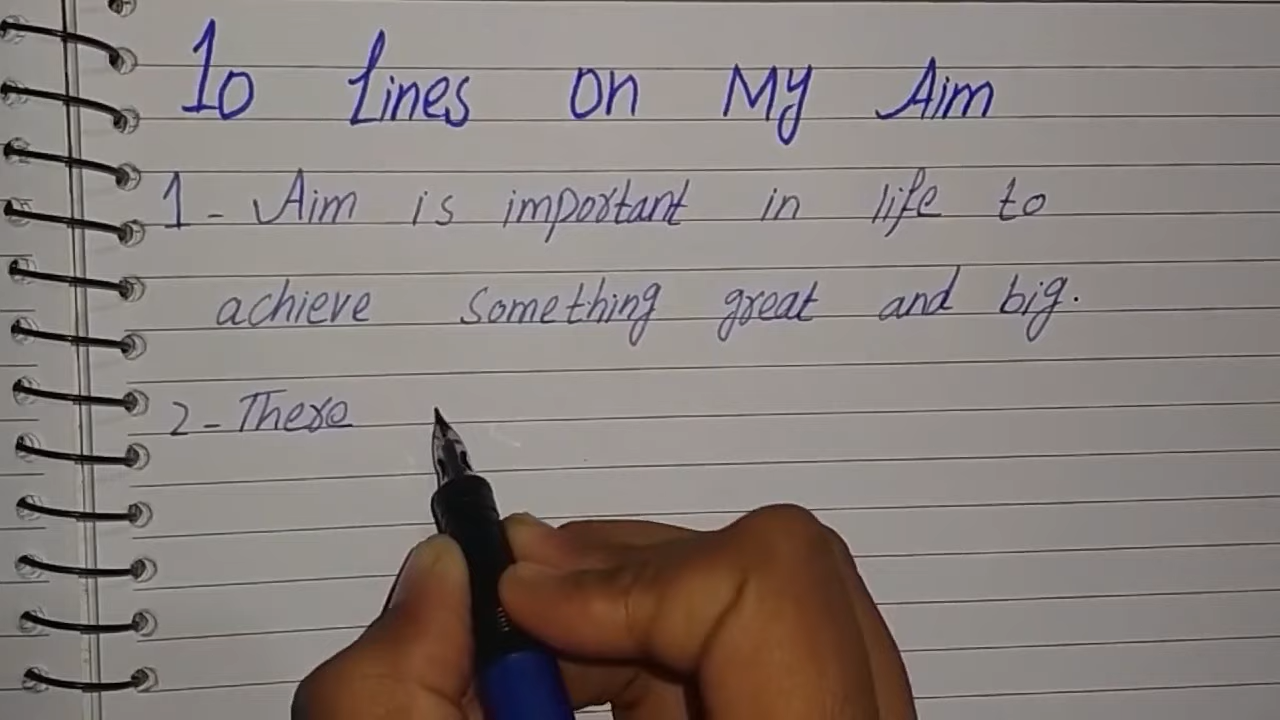 10 Lines on My Aim
1- Aim is important in life to
achieve something great and big.
2- There